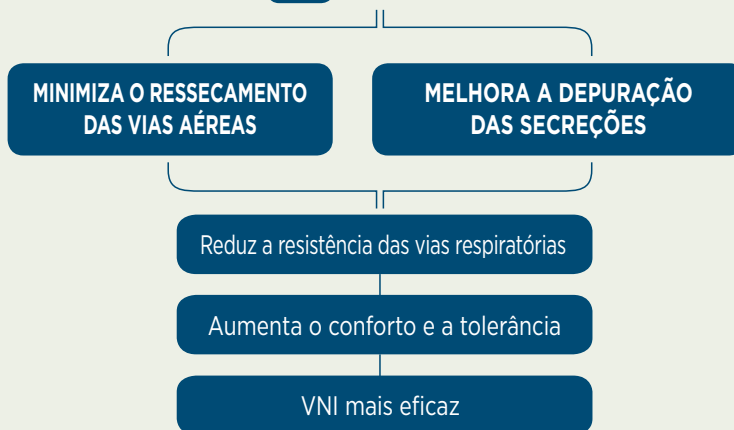 MINIMIZA O RESSECAMENTO
DAS VIAS AÉREAS
MELHORA A DEPURAÇÃO
DAS SECREÇÕES
Reduz a resistência das vias respiratórias
Aumenta o conforto e a tolerância
VNI mais eficaz